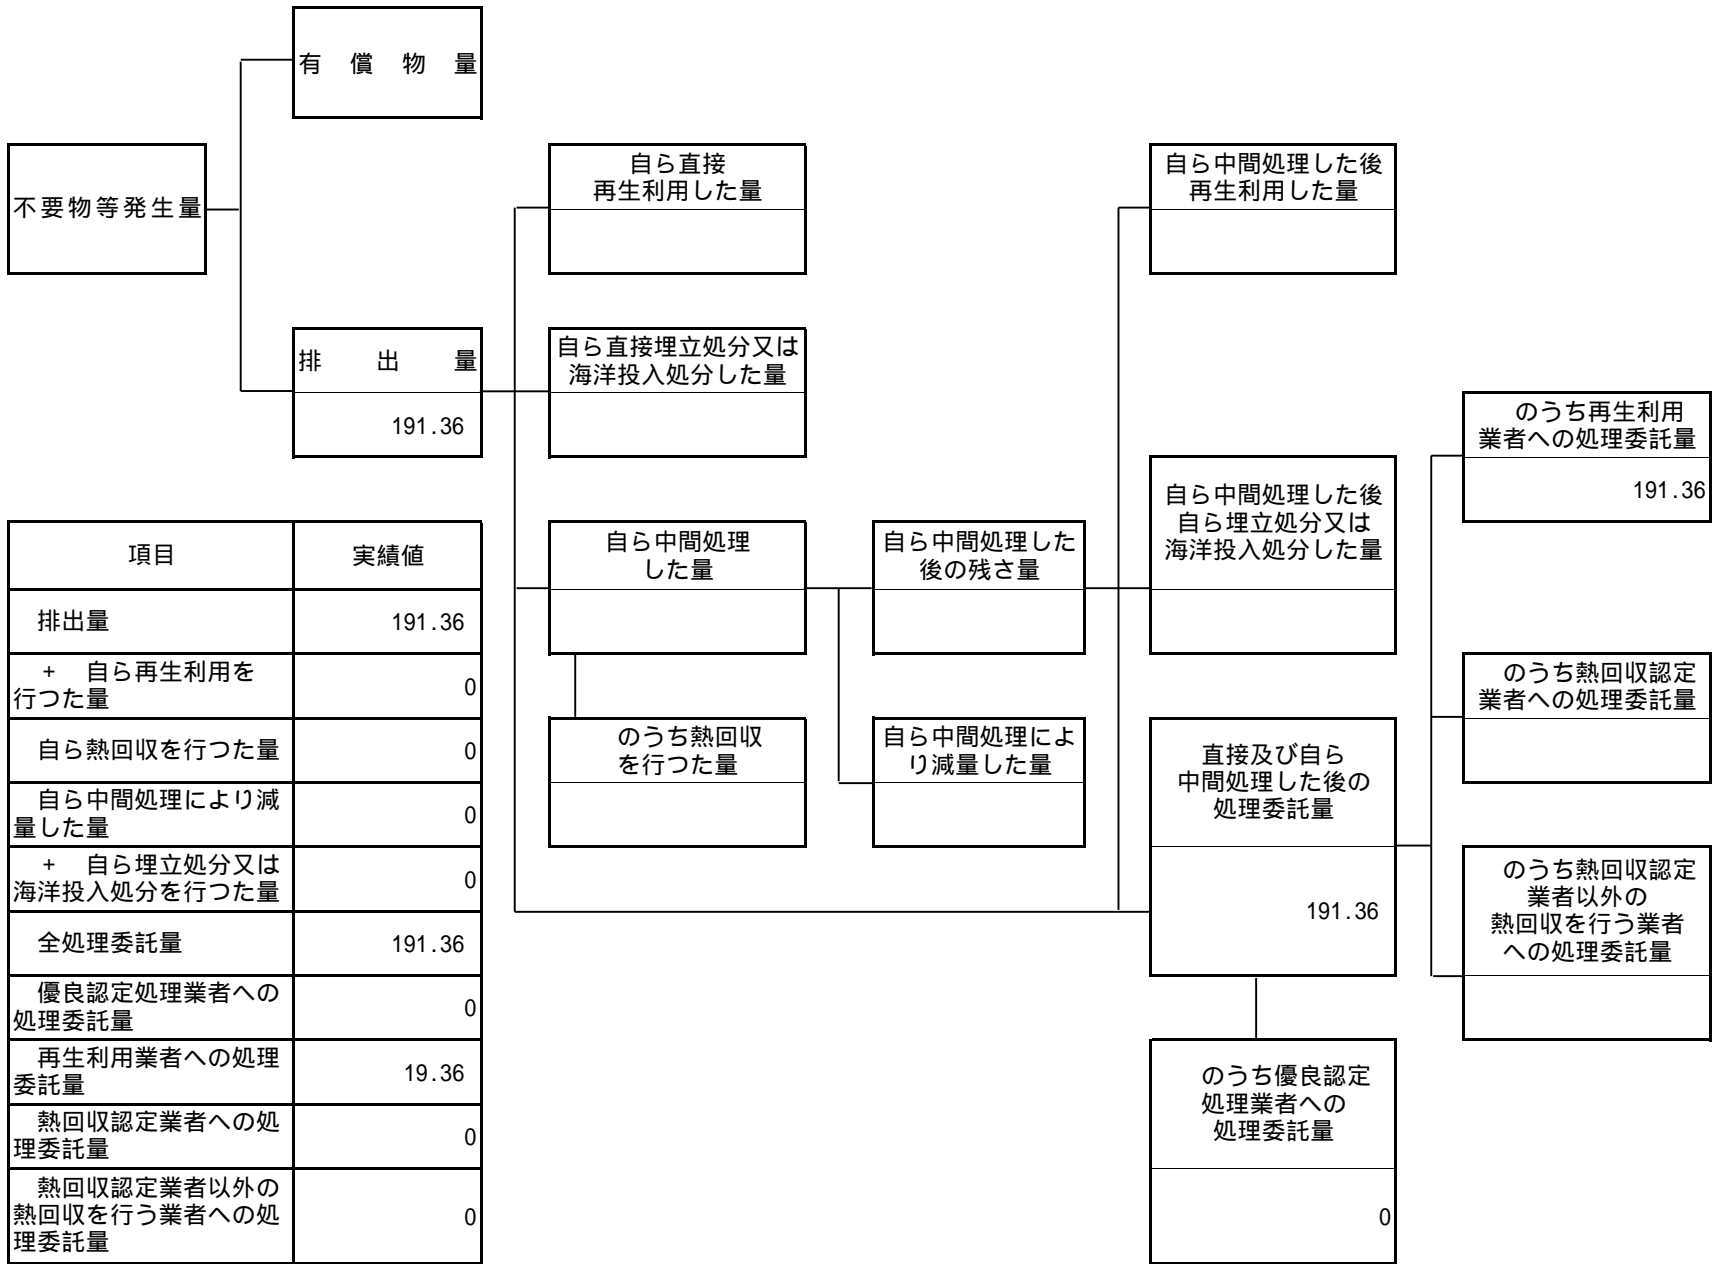 有償物量
不要物等発生量
自ら直接
再生利用した量
自ら中間処理した後
再生利用した量
排出量
191.36
自ら直接埋立処分又は
海洋投入処分した量
のうち再生利用
業者への処理委託量
191.36
自ら中間処理した後
自ら埋立処分又は
海洋投入処分した量
自ら中間処理
した量
自ら中間処理した
後の残さ量
のうち熱回収認定
業者への処理委託量
のうち熱回収
を行つた量
自ら中間処理によ
り減量した量
直接及び自ら
中間処理した後の
処理委託量
191.36
のうち熱回収認定
業者以外の
熱回収を行う業者
への処理委託量
のうち優良認定
処理業者への
処理委託量
0
項目 実績値
排出量 191.36
+ 自ら再生利用を
行つた量 0
自ら熱回収を行つた量 0
自ら中間処理により減
量した量 0
+ 自ら埋立処分又は
海洋投入処分を行つた量 0
全処理委託量 191.36
優良認定処理業者への
処理委託量 0
再生利用業者への処理
委託量 19.36
熱回収認定業者への処
理委託量 0
熱回収認定業者以外の
熱回収を行う業者への処
理委託量 0